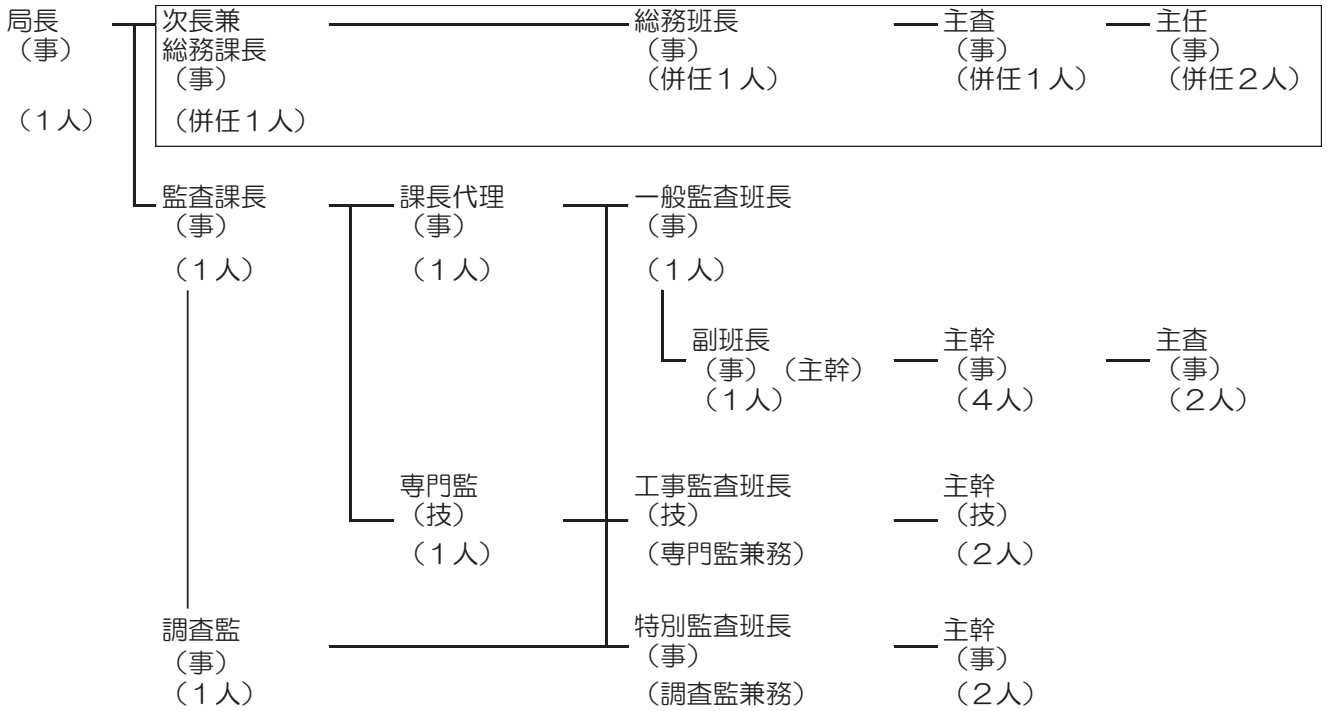 局長
（事）
（１人）
次長兼
総務課長
（事）
（併任１人）
総務班長
（事）
（併任１人）
主査
（事）
（併任１人）
主任
（事）
（併任２人）
監査課長
（事）
（１人）
課長代理
（事）
（１人）
一般監査班長
（事）
（１人）
副班長
（事）（主幹）
（１人）
主幹
（事）
（４人）
主査
（事）
（２人）
専門監
（技）
（１人）
工事監査班長
（技）
（専門監兼務）
主幹
（技）
（２人）
調査監
（事）
（１人）
特別監査班長
（事）
（調査監兼務）
主幹
（事）
（２人）